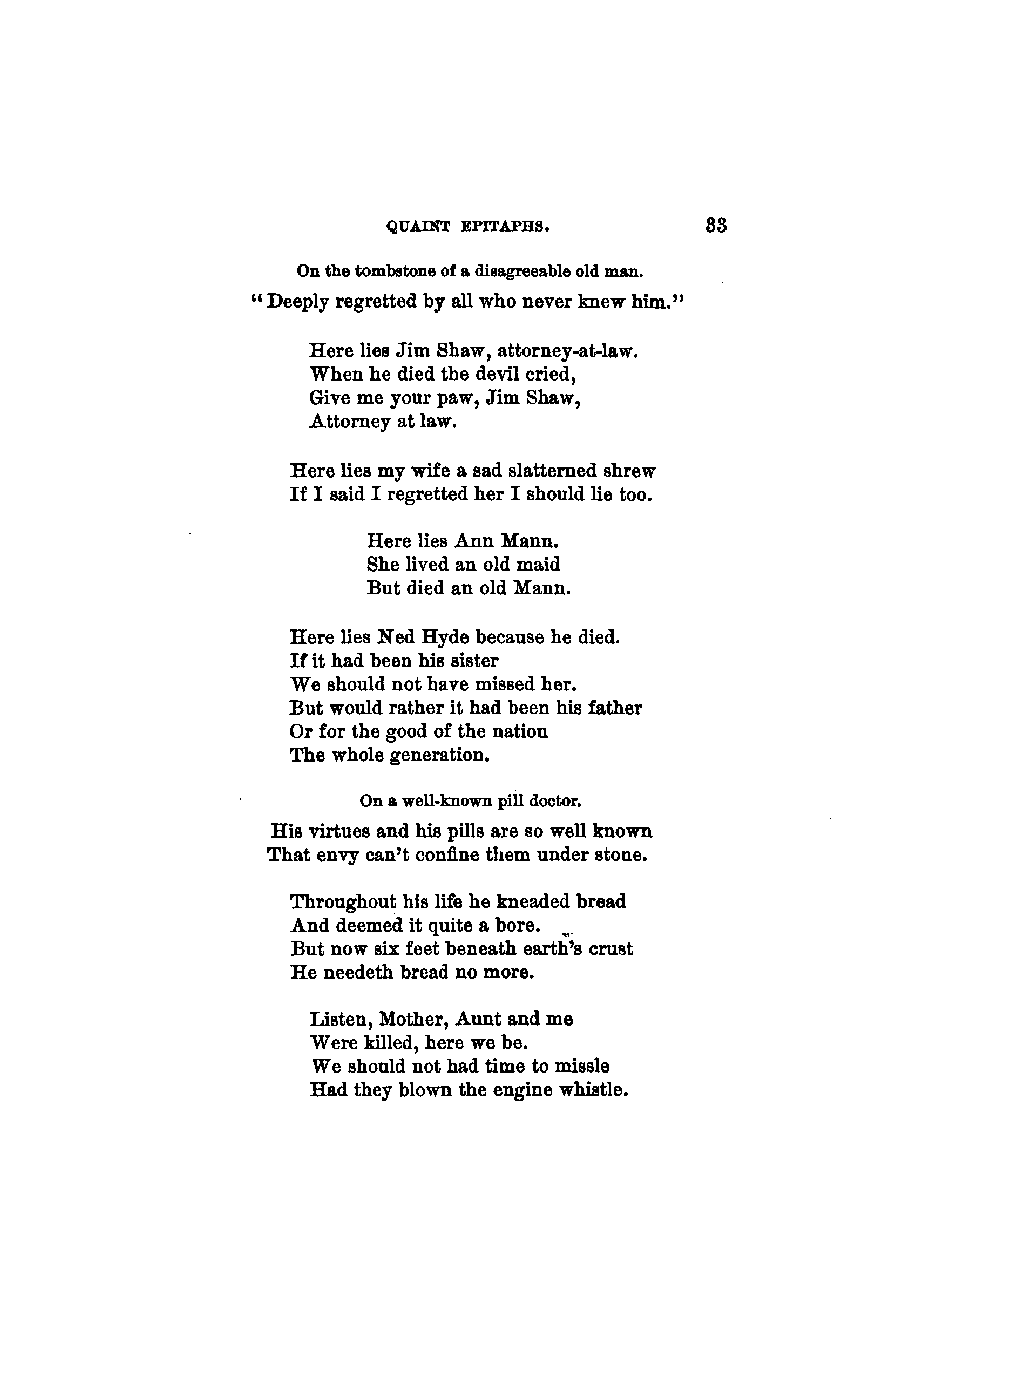 QUAINT EPITAPHS. 33
On the tombstone of a disagreeable old man.
"Deeply regretted by all who never knew him."
Here lies Jim Shaw, attorney-at-law.
When he died the devil cried,
Give me your paw, Jim Shaw,
Attorney at law.
Here lies my wife a sad slatterned shrew
If I said I regretted her I should lie too.
Here lies Ann Mann.
She lived an old maid
But died an old Mann.
Here lies Ned Hyde because he died.
If it had been his sister
We should not have missed her.
But would rather it had been his father
Or for the good of the nation
The whole generation.
On a well-known pill doctor.
His virtues and his pills are so well known
That envy can't confine them under stone.
Throughout his life he kneaded bread
And deemed it quite a bore.
But now six feet beneath earth's crust
He needeth bread no more.
Listen, Mother, Aunt and me
Were killed, here we be.
We should not had time to missle
Had they blown the engine whistle.